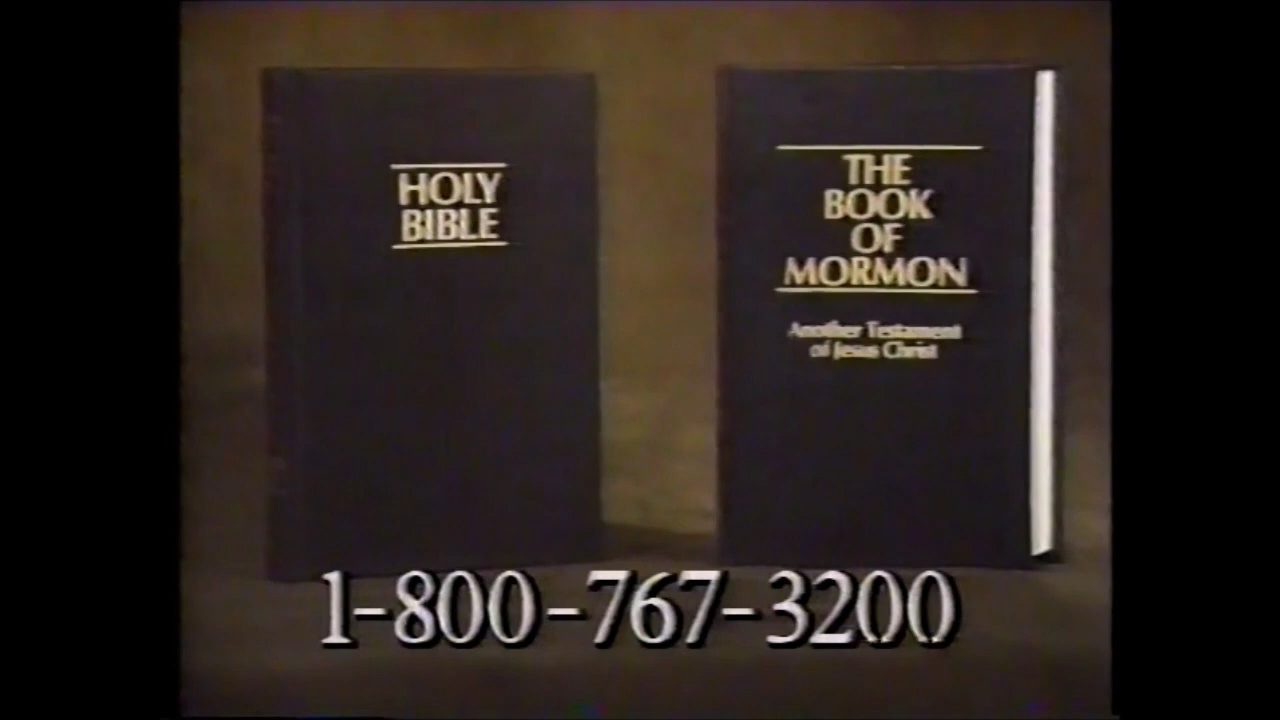 HOLY
BIBLE
THE
BOOK
OF
MORMON
Another Testament
of Jesus Christ
1-800-767-3200